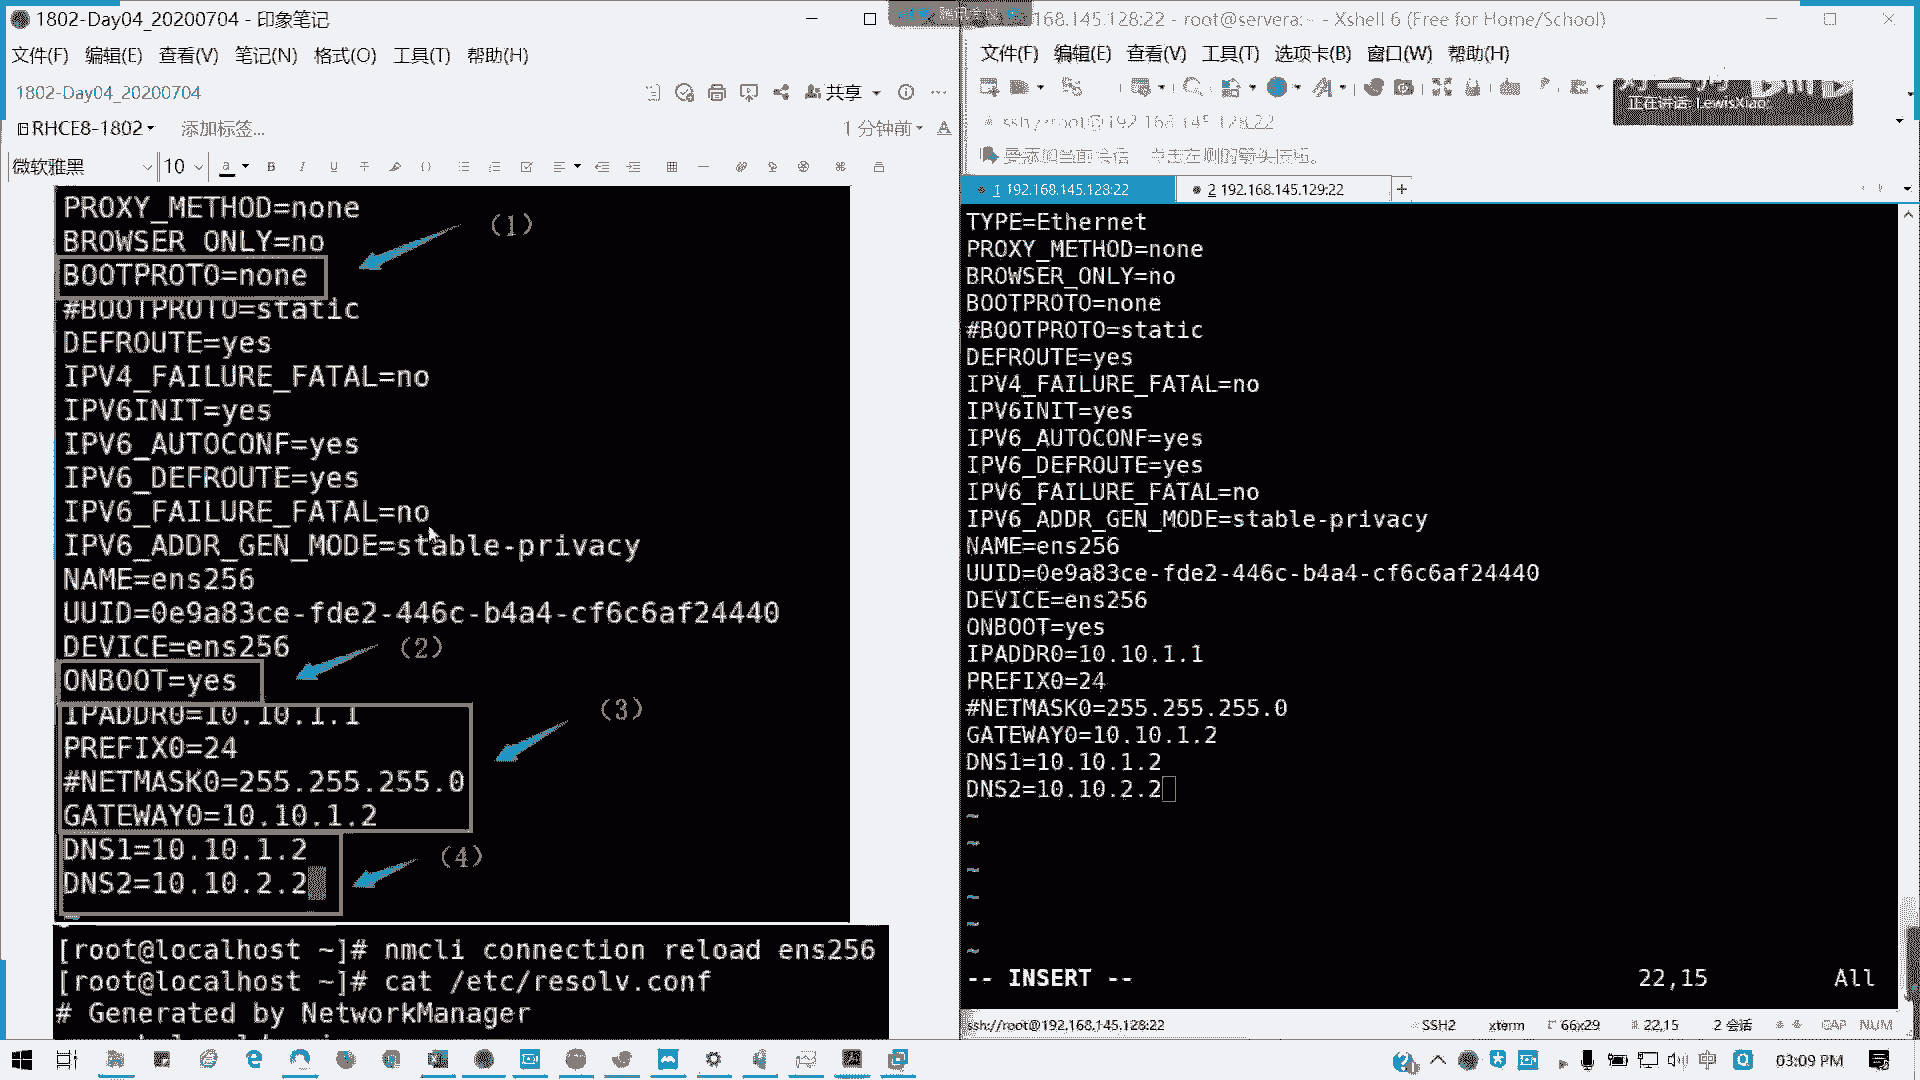 1802-Day04_20200704 - 印象笔记
文件(F) 编辑(E) 查看(V) 笔记(N) 格式(O) 工具(T) 帮助(H)
1802-Day04_20200704
共享
RHCE8-1802
添加标签...
1 分钟前
微软雅黑
10
PROXY_METHOD=none
BROWSER_ONLY=no
(1)
BOOTPROTO=none
#BOOTPROTO=static
DEFROUTE=yes
IPV4_FAILURE_FATAL=no
IPV6INIT=yes
IPV6_AUTOCONF=yes
IPV6_DEFROUTE=yes
IPV6_FAILURE_FATAL=no
IPV6_ADDR_GEN_MODE=stable-privacy
NAME=ens256
UUID=0e9a83ce-fde2-446c-b4a4-cf6c6af24440
DEVICE=ens256
(2)
ONBOOT=yes
IPADDR0=10.10.1.1
(3)
PREFIX0=24
#NETMASK0=255.255.255.0
GATEWAY0=10.10.1.2
DNS1=10.10.1.2
(4)
DNS2=10.10.2.2
[root@localhost ~]# nmcli connection reload ens256
[root@localhost ~]# cat /etc/resolv.conf
# Generated by NetworkManager
腾讯会议
168.145.128:22 - root@servera:~ - Xshell 6 (Free for Home/School)
文件(F) 编辑(E) 查看(V) 工具(T) 选项卡(B) 窗口(W) 帮助(H)
正在讲话: LewisXiao;
ssh://root@192.168.145.128:22
要添加当前会话，点击左侧的箭头按钮。
1 192.168.145.128:22
2 192.168.145.129:22
TYPE=Ethernet
PROXY_METHOD=none
BROWSER_ONLY=no
BOOTPROTO=none
#BOOTPROTO=static
DEFROUTE=yes
IPV4_FAILURE_FATAL=no
IPV6INIT=yes
IPV6_AUTOCONF=yes
IPV6_DEFROUTE=yes
IPV6_FAILURE_FATAL=no
IPV6_ADDR_GEN_MODE=stable-privacy
NAME=ens256
UUID=0e9a83ce-fde2-446c-b4a4-cf6c6af24440
DEVICE=ens256
ONBOOT=yes
IPADDR0=10.10.1.1
PREFIX0=24
#NETMASK0=255.255.255.0
GATEWAY0=10.10.1.2
DNS1=10.10.1.2
DNS2=10.10.2.2
~
~
~
~
~
~
-- INSERT --
22,15
All
ssh://root@192.168.145.128:22
SSH2
xterm
66x29
22,15
2 会话
CAP
NUM
中
03:09 PM